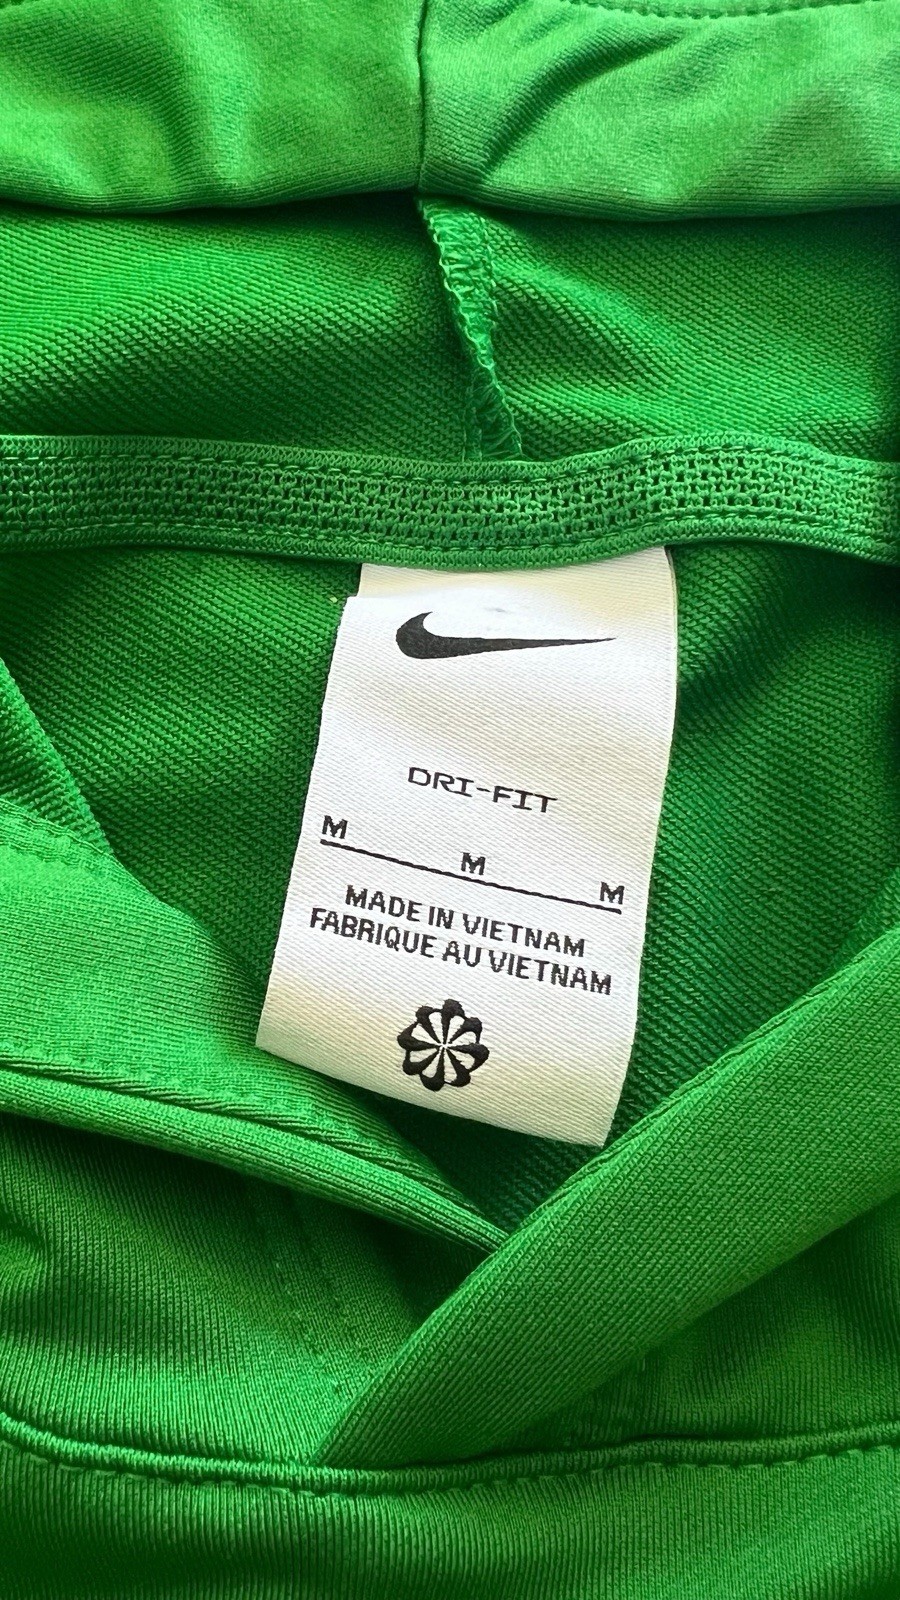 DRI-FIT
M M M
MADE IN VIETNAM
FABRIQUE AU VIETNAM